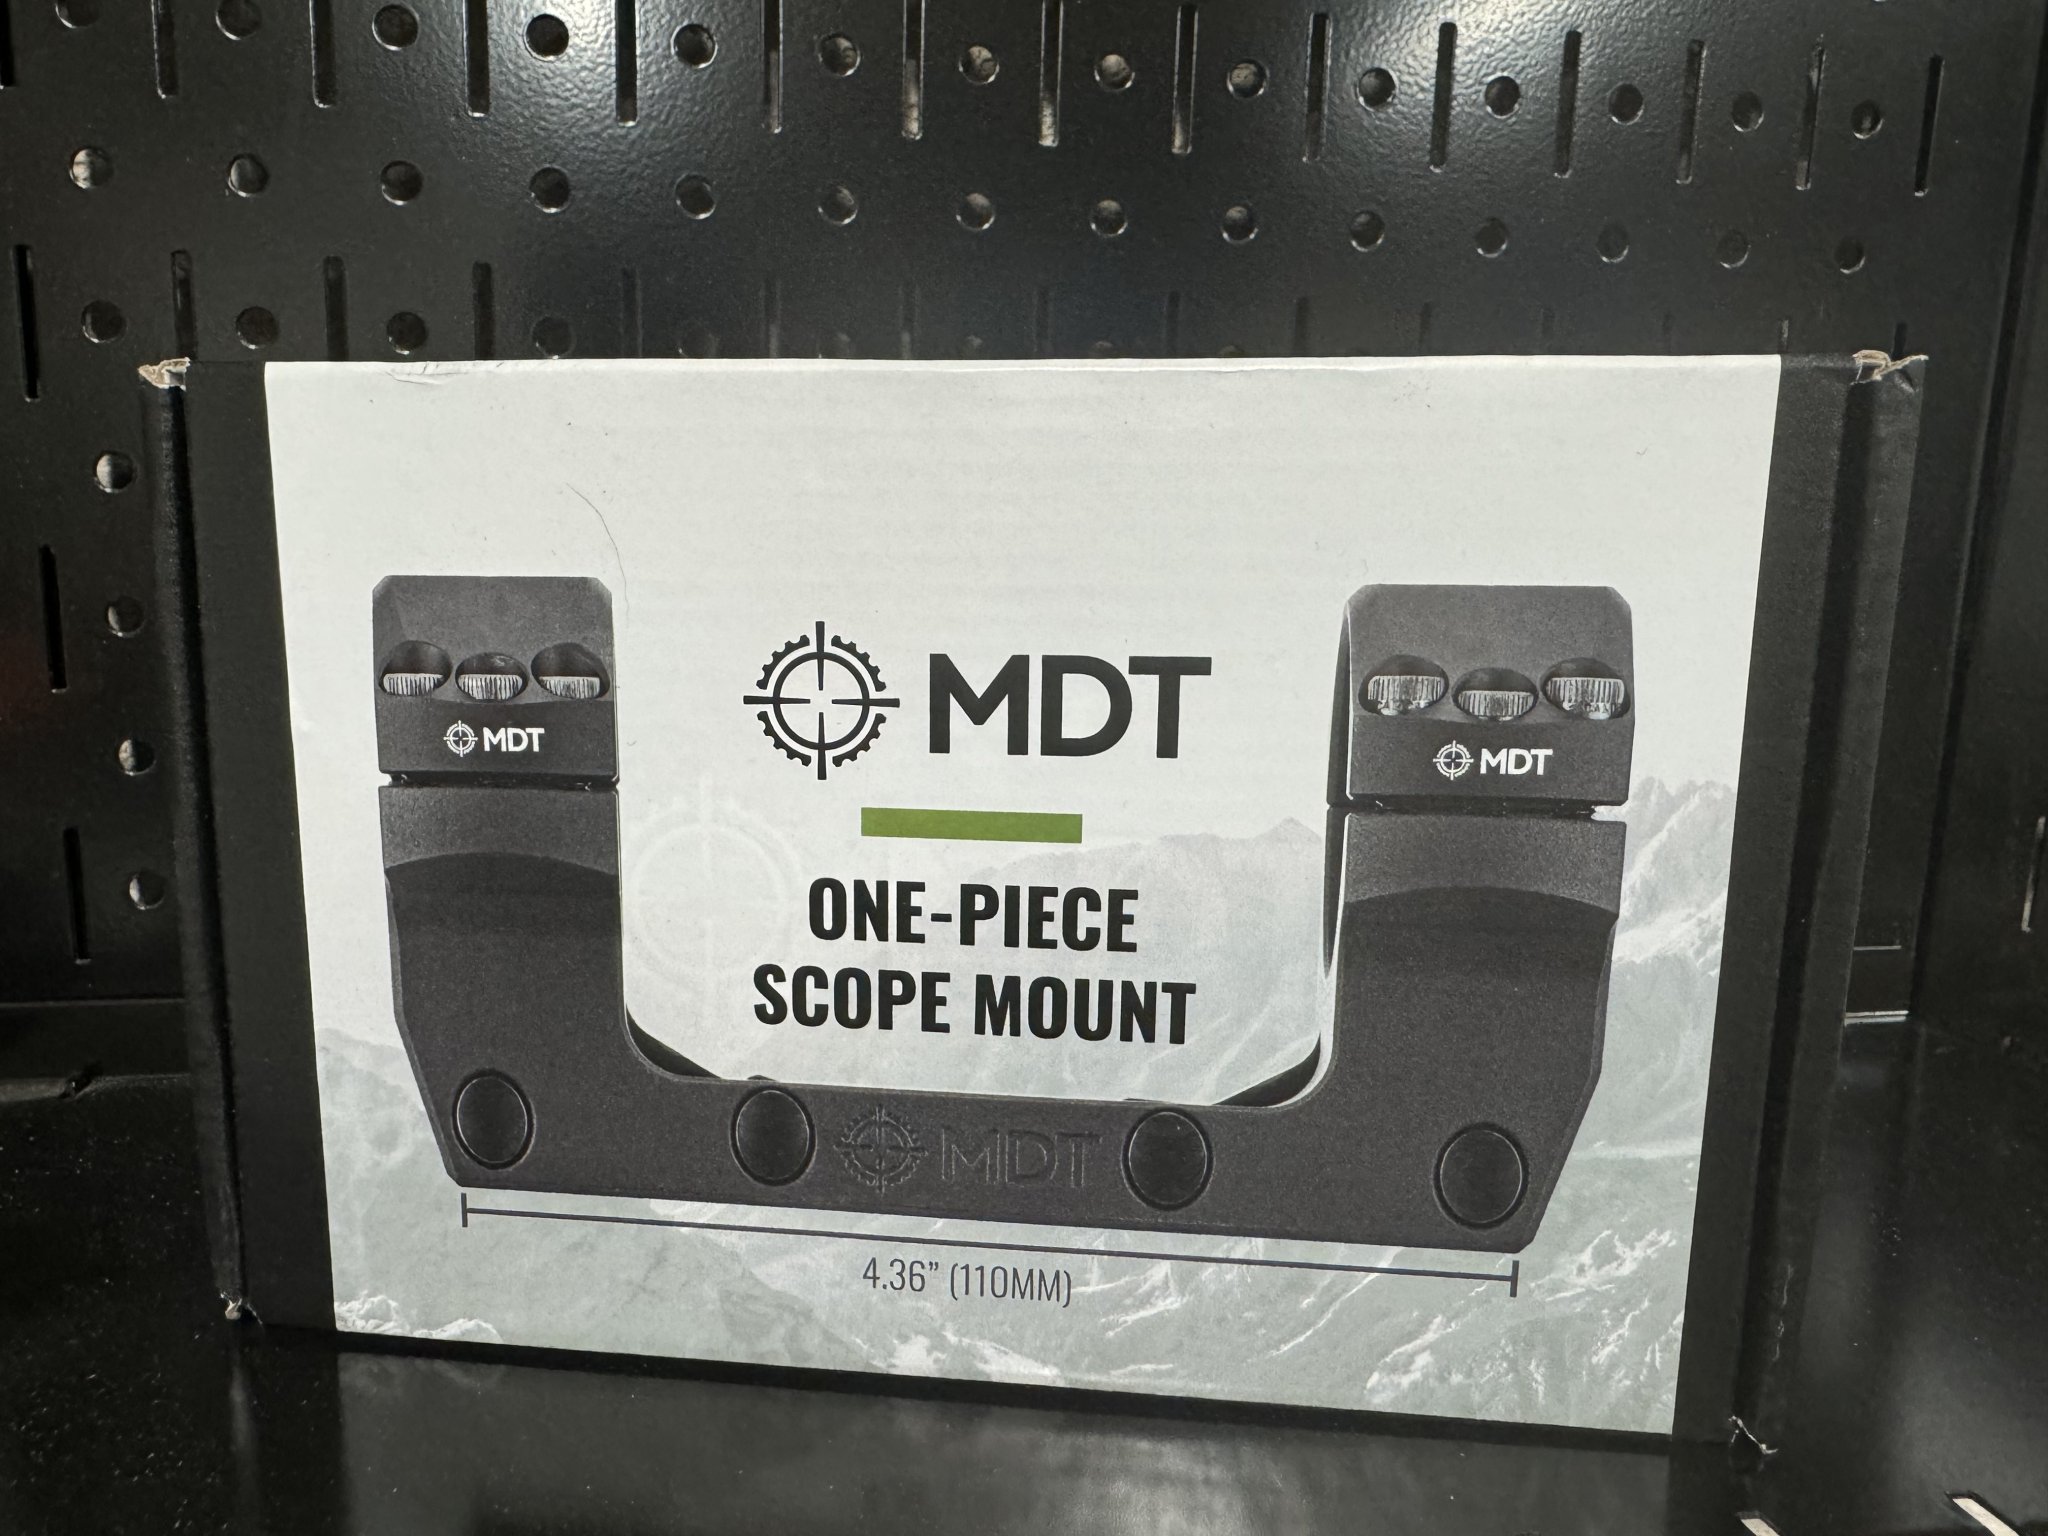 MDT
MDT
MDT
ONE-PIECE
SCOPE MOUNT
MDT
4.36” (110MM)